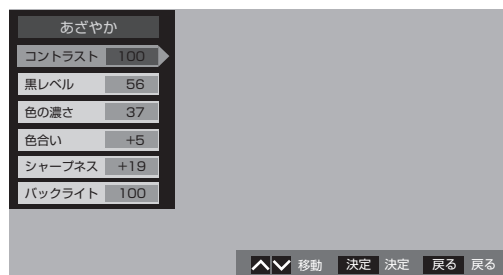 あざやか
コントラスト 100
黒レベル 56
色の濃さ 37
色合い +5
シャープネス +19
バックライト 100
移動 決定 決定 戻る 戻る